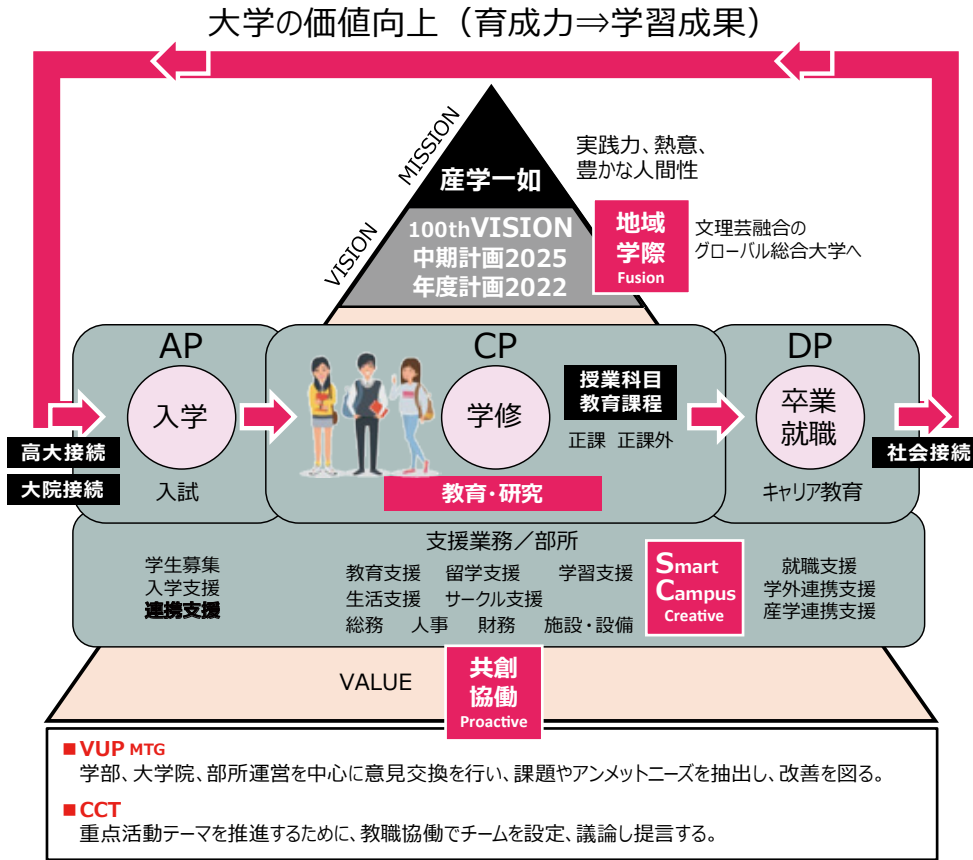 大学の価値向上（育成力⇒学習成果）
MISSION
産学一如
実践力、熱意、
豊かな人間性
VISION
100thVISION
中期計画2025
年度計画2022
地域
学際
Fusion
文理芸融合の
グローバル総合大学へ
AP
入学
入試
高大接続
大院接続
CP
学修
授業科目
教育課程
正課 正課外
教育・研究
DP
卒業
就職
キャリア教育
社会接続
支援業務／部所
学生募集
入学支援
連携支援
教育支援 留学支援 学習支援
生活支援 サークル支援
総務 人事 財務 施設・設備
Smart
Campus
Creative
就職支援
学外連携支援
産学連携支援
VALUE
共創
協働
Proactive
■VUP MTG
学部、大学院、部所運営を中心に意見交換を行い、課題やアンメットニーズを抽出し、改善を図る。
■CCT
重点活動テーマを推進するために、教職協働でチームを設定、議論し提言する。